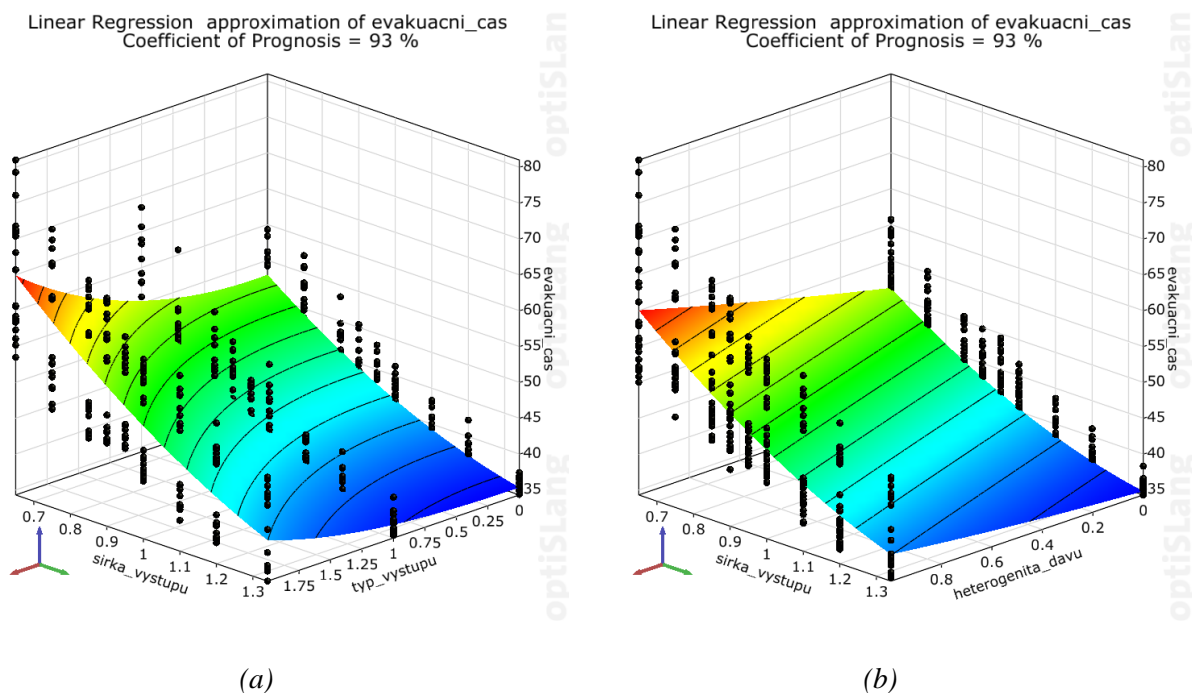 Linear Regression approximation of evakuacni_cas
Coefficient of Prognosis = 93 %
optiSLang
optiSLan
80
75
70
65
60
55
50
45
40
35
evakuacni_cas
0.7
0.8
0.9
1
1.1
1.2
1.3
sirka_vystupu
1.75
1.5
1.25
1
0.75
0.5
0.25
0
typ_vystupu
(a)
Linear Regression approximation of evakuacni_cas
Coefficient of Prognosis = 93 %
optiSLang
optiSLan
80
75
70
65
60
55
50
45
40
35
evakuacni_cas
0.7
0.8
0.9
1
1.1
1.2
1.3
sirka_vystupu
0.8
0.6
0.4
0.2
0
heterogenita_davu
(b)